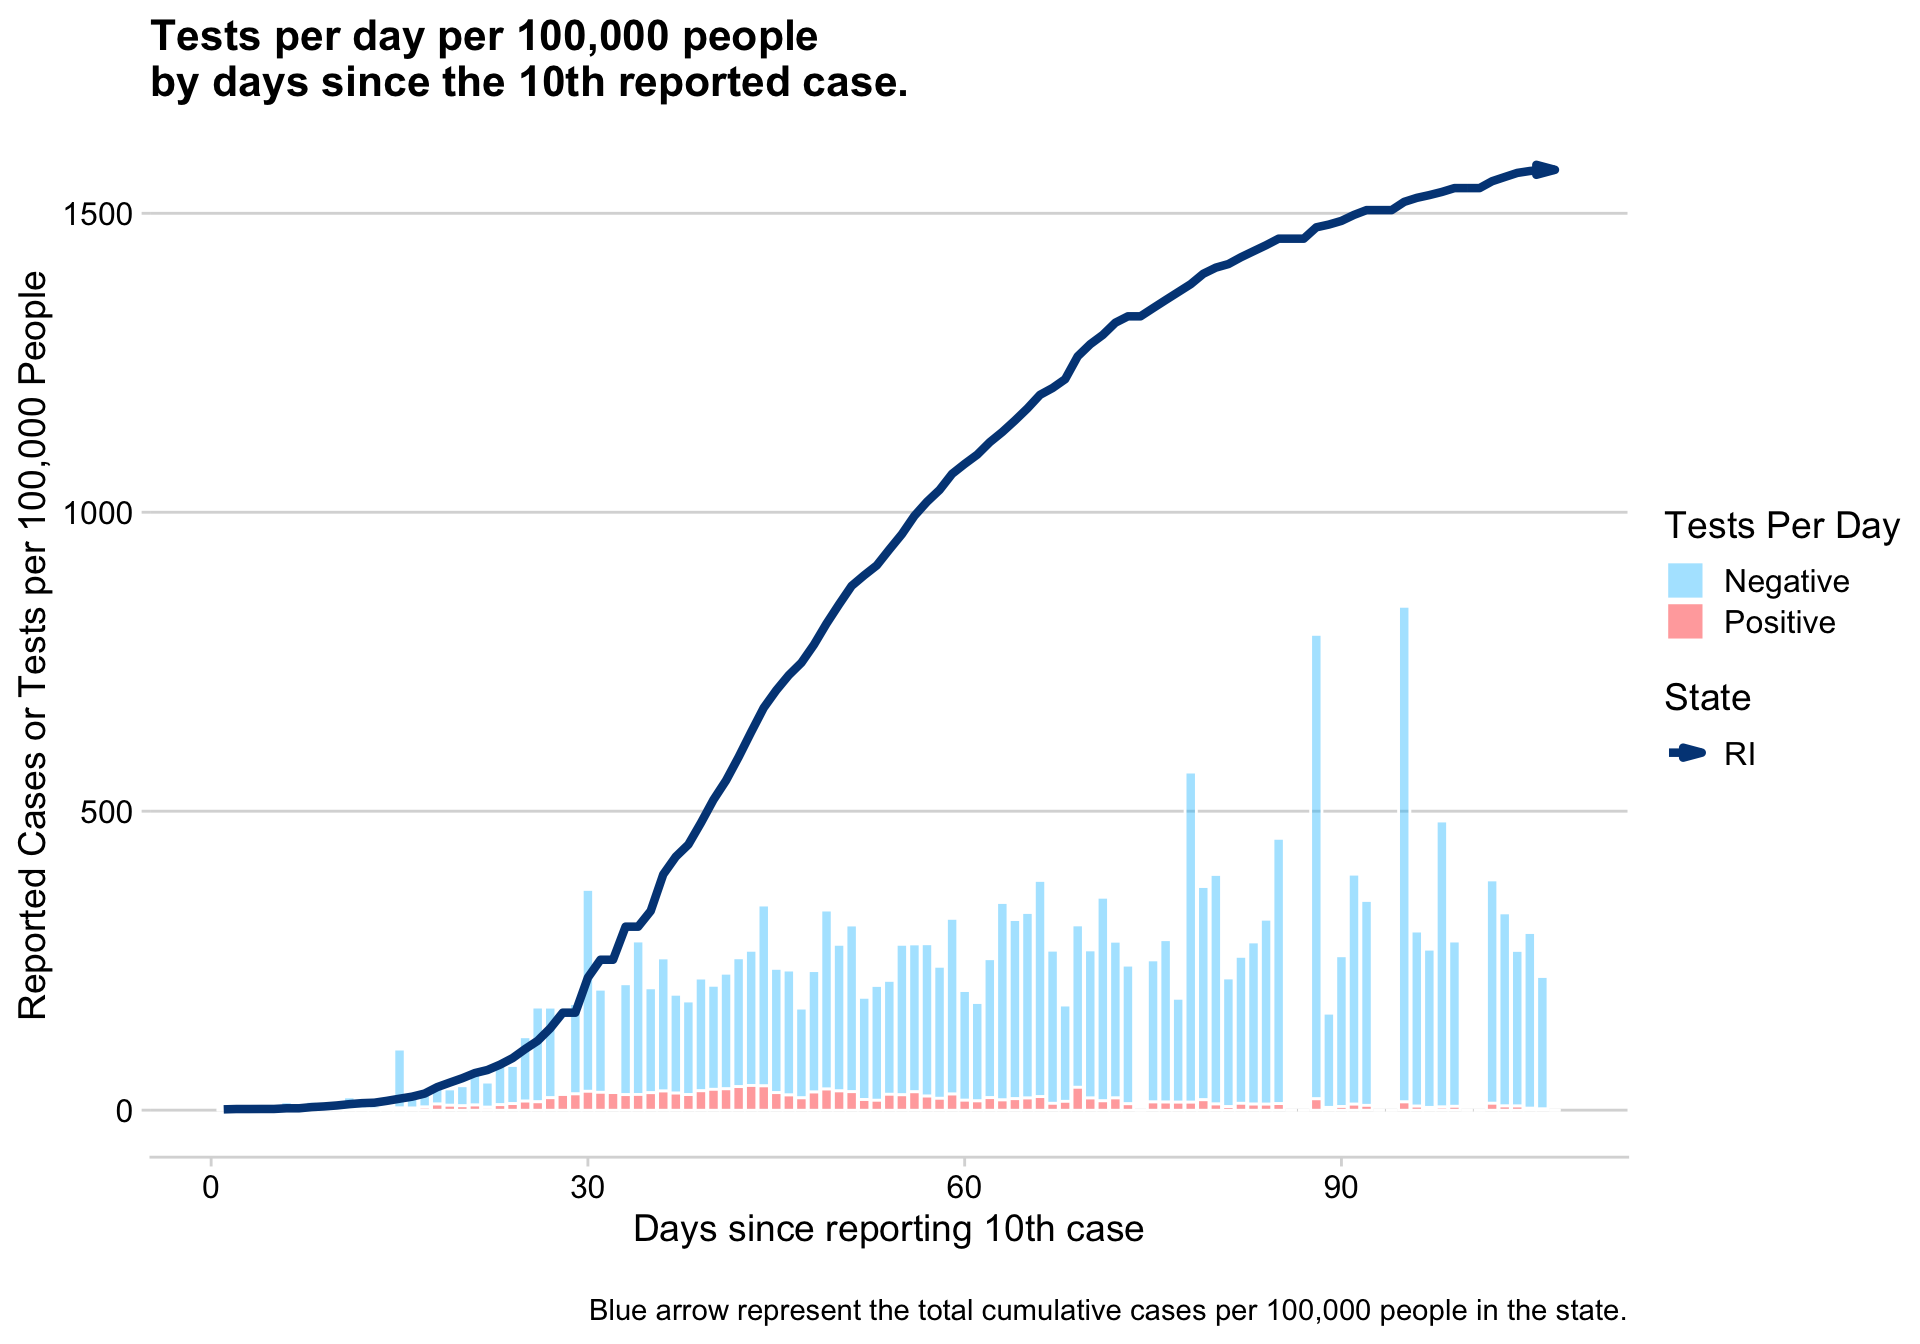 Tests per day per 100,000 people
by days since the 10th reported case.
Reported Cases or Tests per 100,000 People
1500
1000
500
0
0
30
60
90
Days since reporting 10th case
Tests Per Day
Negative
Positive
State
RI
Blue arrow represent the total cumulative cases per 100,000 people in the state.